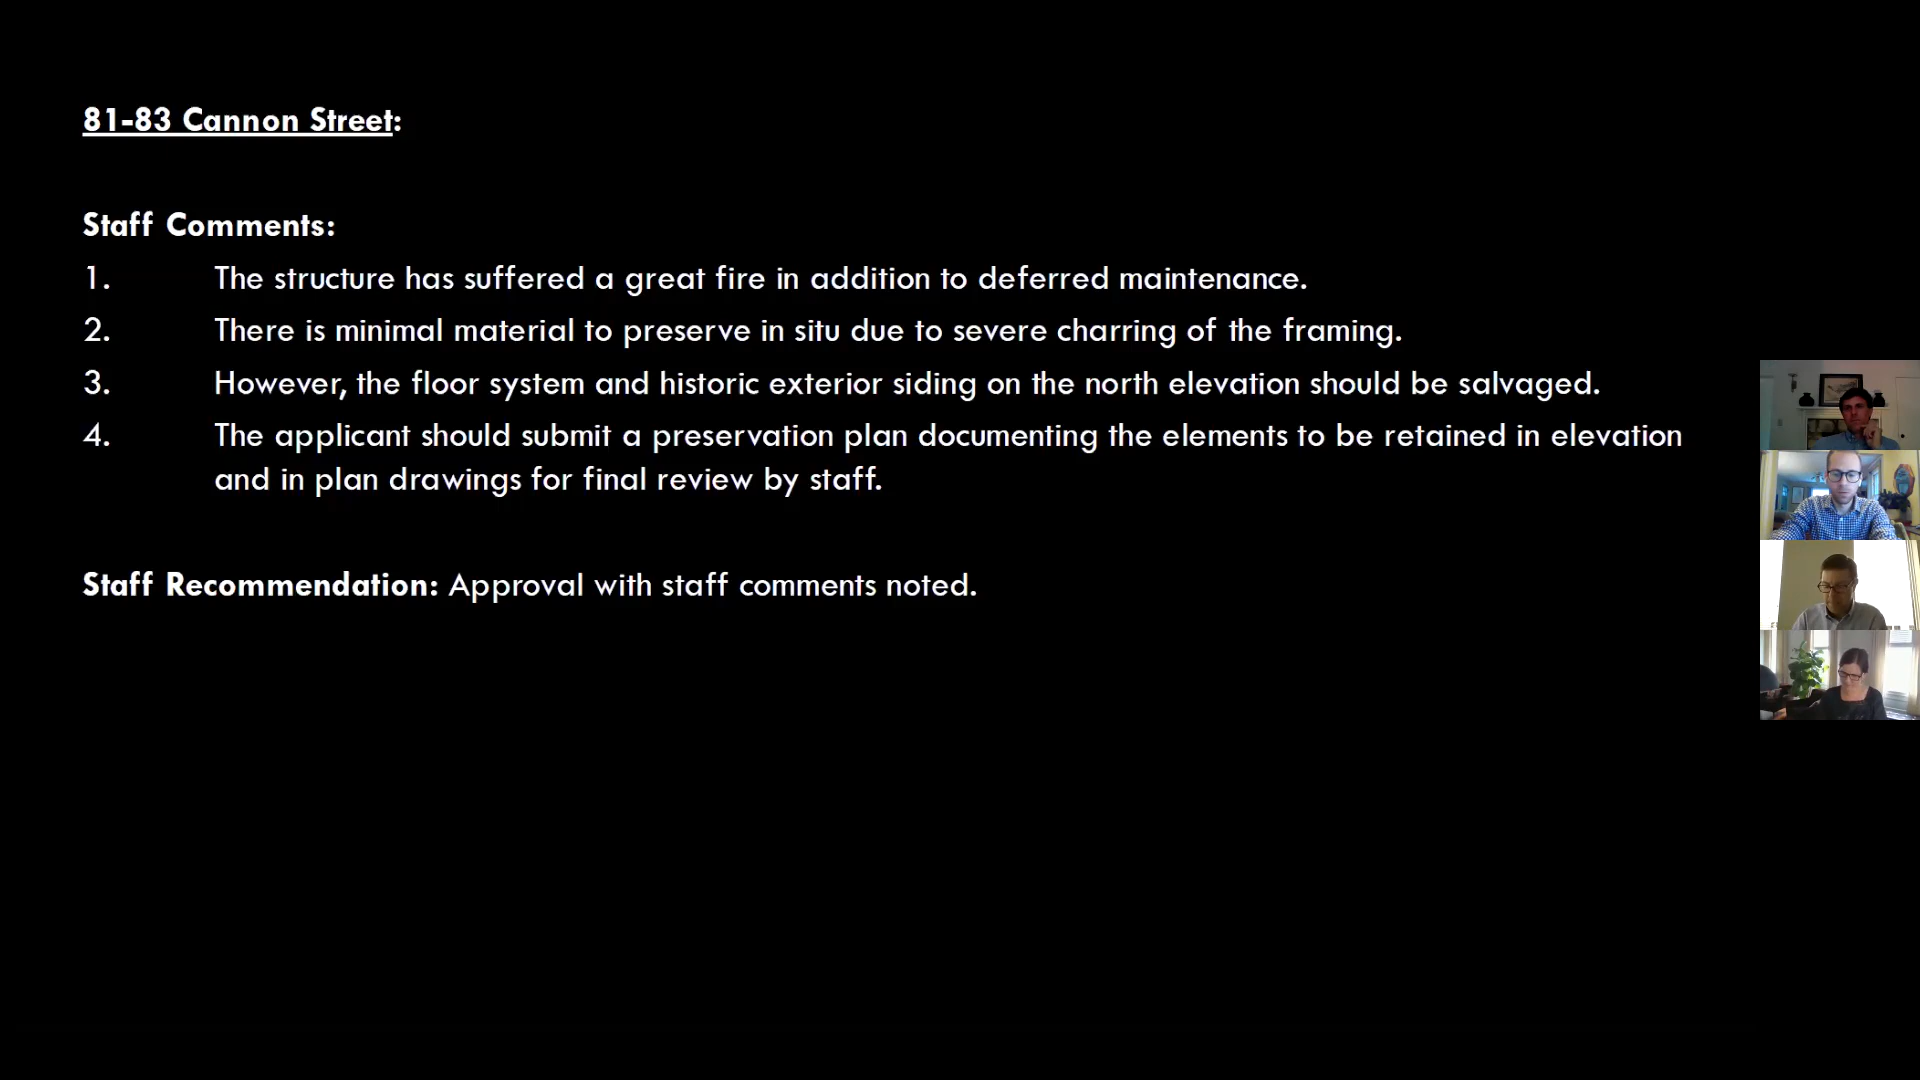 81-83 Cannon Street:
Staff Comments:
1. The structure has suffered a great fire in addition to deferred maintenance.
2. There is minimal material to preserve in situ due to severe charring of the framing.
3. However, the floor system and historic exterior siding on the north elevation should be salvaged.
4. The applicant should submit a preservation plan documenting the elements to be retained in elevation
and in plan drawings for final review by staff.
Staff Recommendation: Approval with staff comments noted.